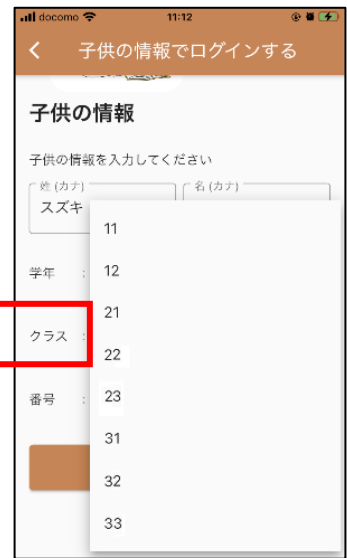 docomo 11:12
子供の情報でログインする
子供の情報
子供の情報を入力してください
姓 (カナ) 名 (カナ)
スズキ
11
学年 : 12
21
クラス :
22
番号 : 23
31
32
33